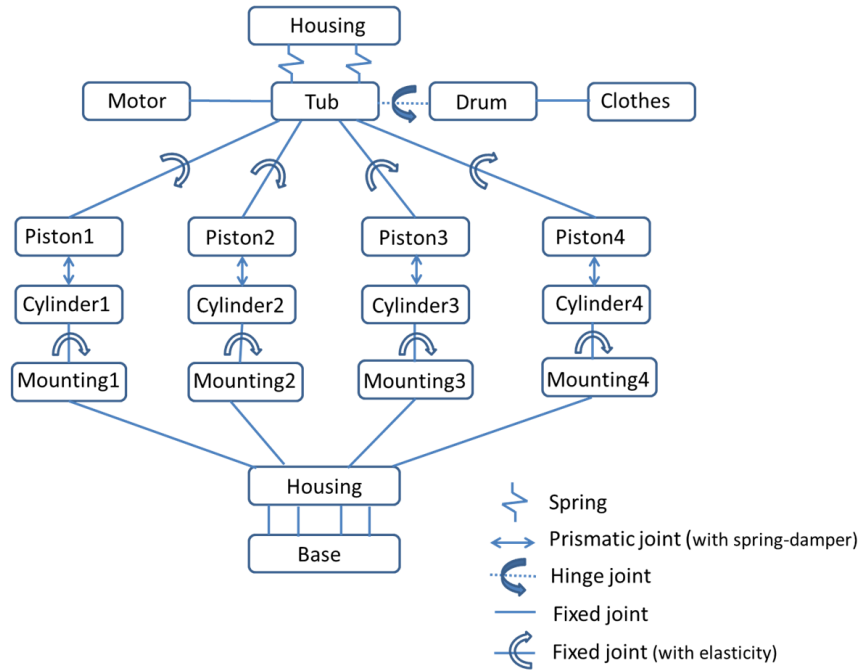 Housing
Motor
Tub
Drum
Clothes
Piston1
Piston2
Piston3
Piston4
Cylinder1
Cylinder2
Cylinder3
Cylinder4
Mounting1
Mounting2
Mounting3
Mounting4
Housing
Base
Spring
Prismatic joint (with spring-damper)
Hinge joint
Fixed joint
Fixed joint (with elasticity)